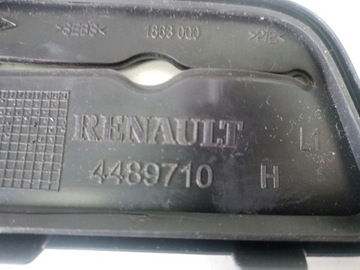 >SEBS< 1838 000 >PP<
RENAULT L1
4489710 H